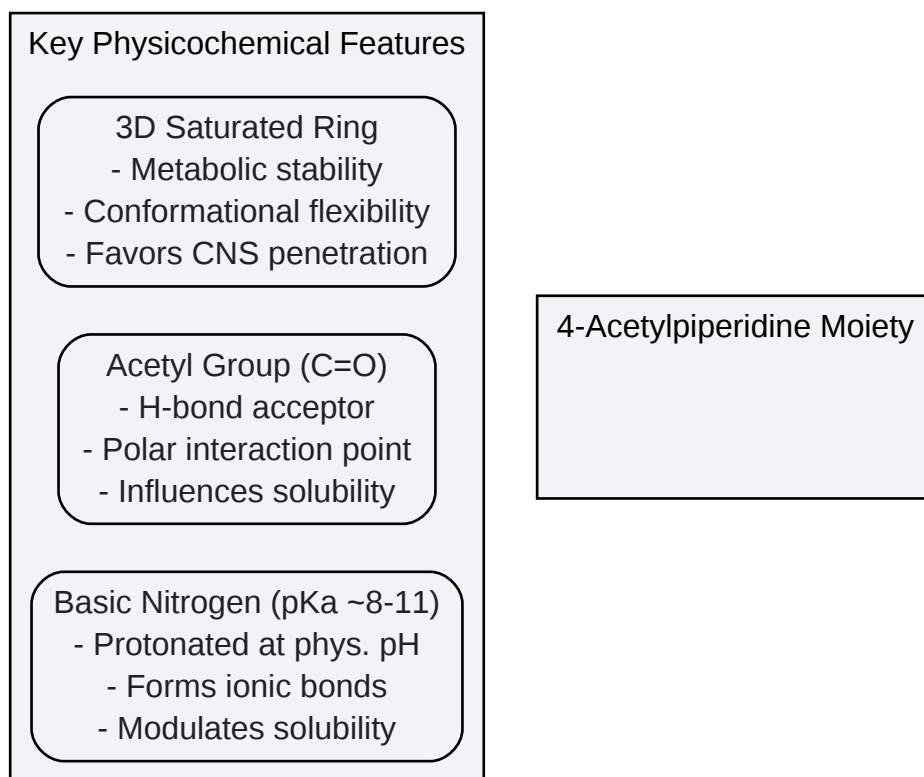 Key Physicochemical Features
3D Saturated Ring
- Metabolic stability
- Conformational flexibility
- Favors CNS penetration
Acetyl Group (C=O)
- H-bond acceptor
- Polar interaction point
- Influences solubility
Basic Nitrogen (pKa ~8-11)
- Protonated at phys. pH
- Forms ionic bonds
- Modulates solubility
4-Acetylpiperidine Moiety